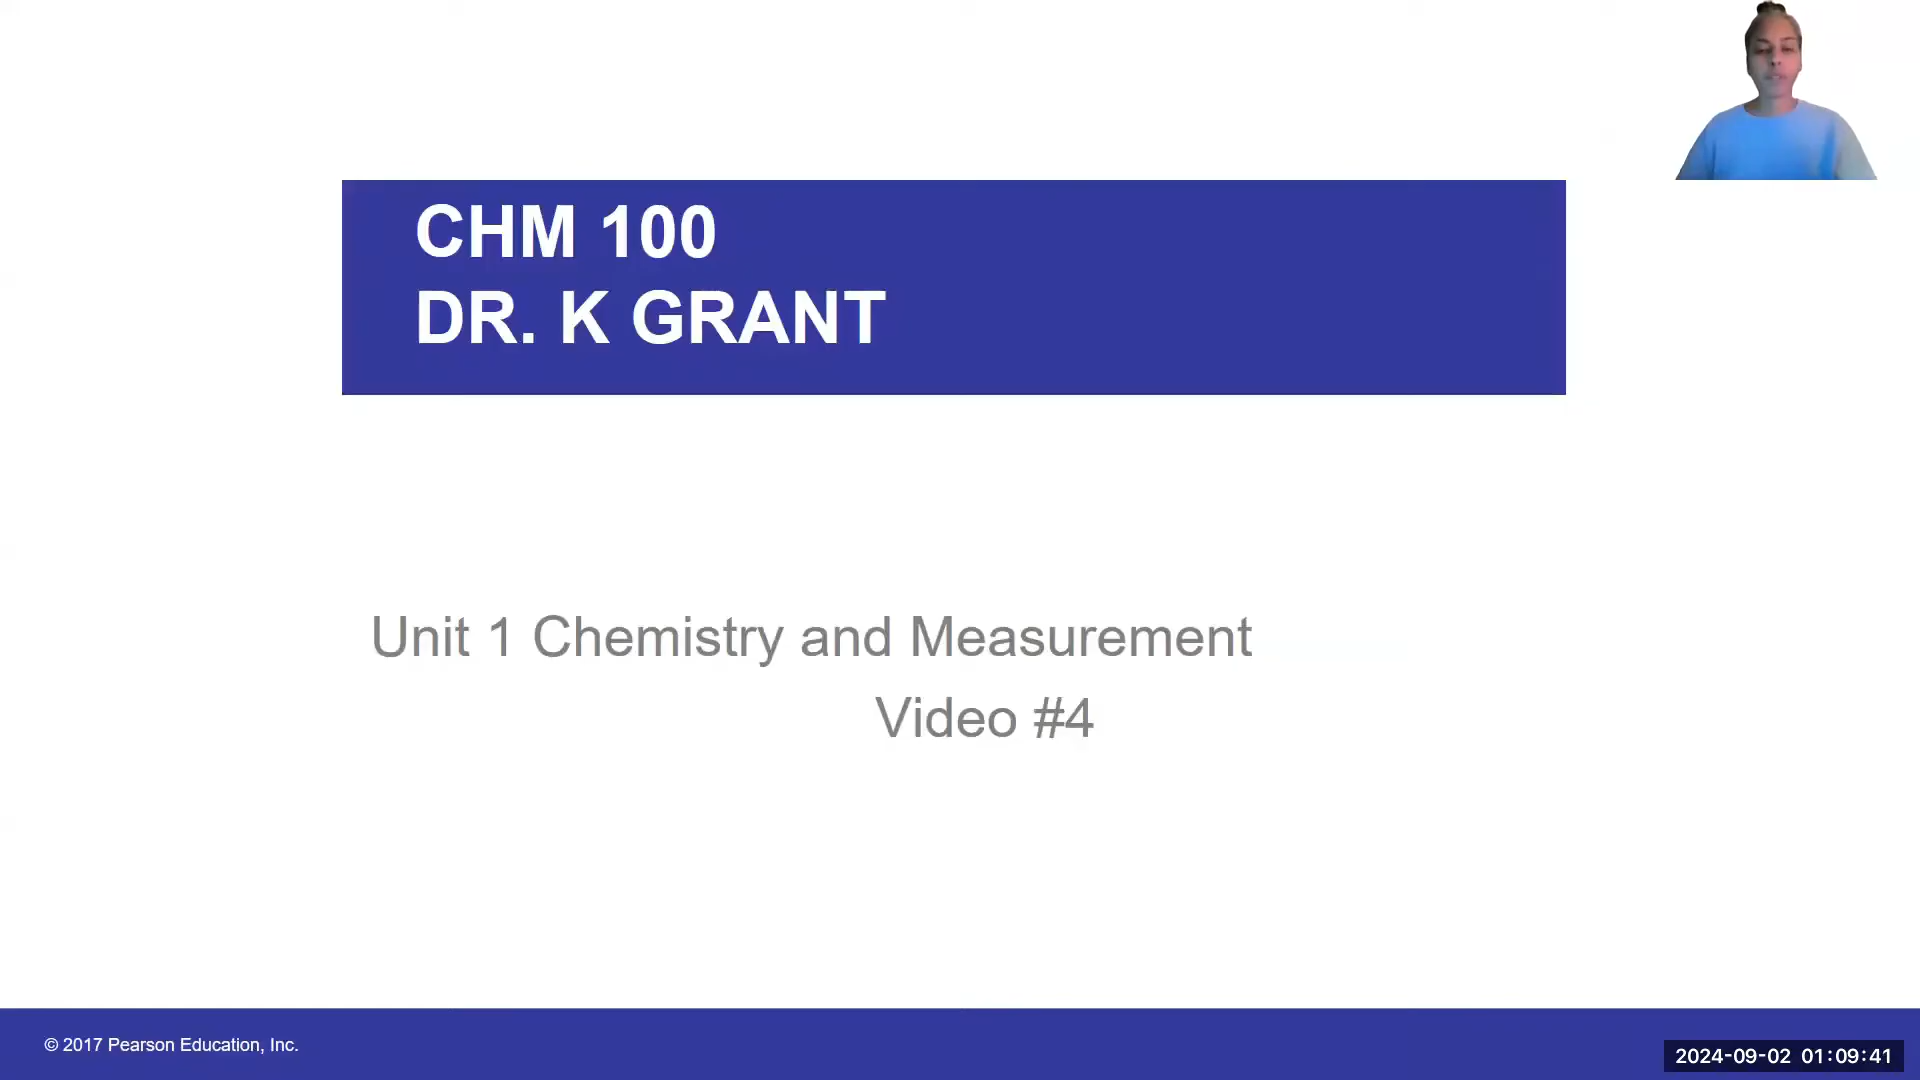 CHM 100
DR. K GRANT
Unit 1 Chemistry and Measurement
Video #4
© 2017 Pearson Education, Inc.
2024-09-02 01:09:41